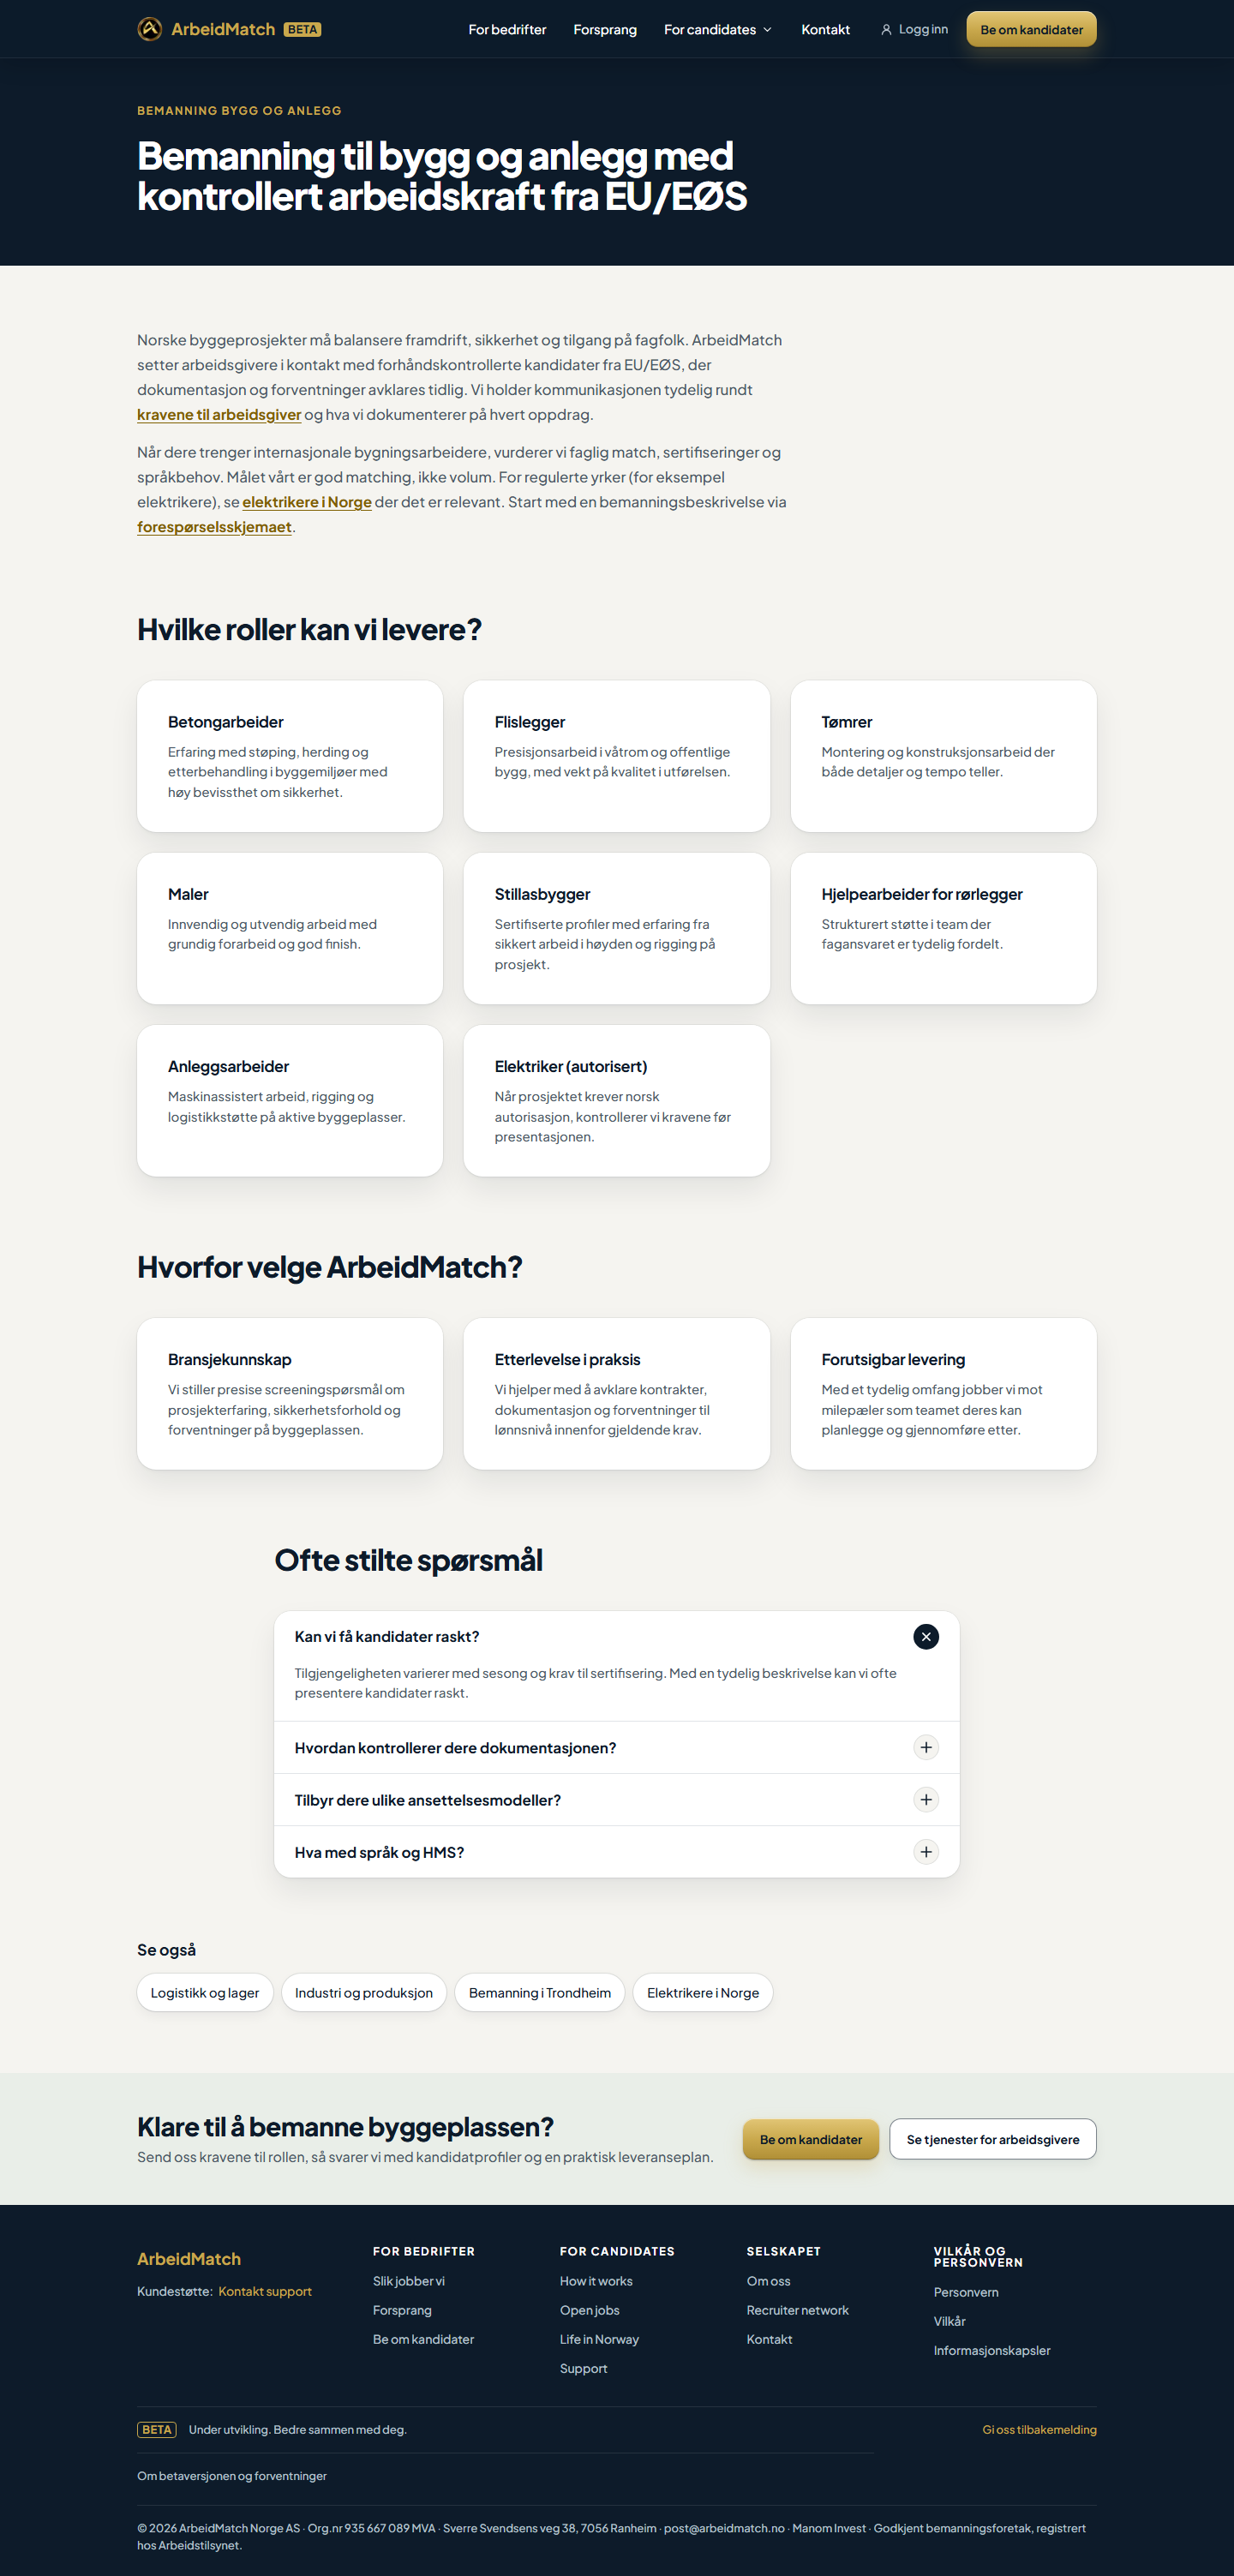 ArbeidMatch BETA
For bedrifter
Forsprang
For candidates
Kontakt
Logg inn
Be om kandidater
BEMANNING BYGG OG ANLEGG
Bemanning til bygg og anlegg med
kontrollert arbeidskraft fra EU/EØS
Norske byggeprosjekter må balansere framdrift, sikkerhet og tilgang på fagfolk. ArbeidMatch
setter arbeidsgivere i kontakt med forhåndskontrollerte kandidater fra EU/EØS, der
dokumentasjon og forventninger avklares tidlig. Vi holder kommunikasjonen tydelig rundt
kravene til arbeidsgiver og hva vi dokumenterer på hvert oppdrag.
Når dere trenger internasjonale bygningsarbeidere, vurderer vi faglig match, sertifiseringer og
språkbehov. Målet vårt er god matching, ikke volum. For regulerte yrker (for eksempel
elektrikere), se elektrikere i Norge der det er relevant. Start med en bemanningsbeskrivelse via
forespørselsskjemaet.
Hvilke roller kan vi levere?
Betongarbeider
Erfaring med støping, herding og
etterbehandling i byggemiljøer med
høy bevissthet om sikkerhet.
Flislegger
Presisjonsarbeid i våtrom og offentlige
bygg, med vekt på kvalitet i utførelsen.
Tømrer
Montering og konstruksjonsarbeid der
både detaljer og tempo teller.
Maler
Innvendig og utvendig arbeid med
grundig forarbeid og god finish.
Stillasbygger
Sertifiserte profiler med erfaring fra
sikkert arbeid i høyden og rigging på
prosjekt.
Hjelpearbeider for rørlegger
Strukturert støtte i team der
fagansvaret er tydelig fordelt.
Anleggsarbeider
Maskinassistert arbeid, rigging og
logistikkstøtte på aktive byggeplasser.
Elektriker (autorisert)
Når prosjektet krever norsk
autorisasjon, kontrollerer vi kravene før
presentasjonen.
Hvorfor velge ArbeidMatch?
Bransjekunnskap
Vi stiller presise screeningspørsmål om
prosjekterfaring, sikkerhetsforhold og
forventninger på byggeplassen.
Etterlevelse i praksis
Vi hjelper med å avklare kontrakter,
dokumentasjon og forventninger til
lønnsnivå innenfor gjeldende krav.
Forutsigbar levering
Med et tydelig omfang jobber vi mot
milepæler som teamet deres kan
planlegge og gjennomføre etter.
Ofte stilte spørsmål
Kan vi få kandidater raskt?
Tilgjengeligheten varierer med sesong og krav til sertifisering. Med en tydelig beskrivelse kan vi ofte
presentere kandidater raskt.
Hvordan kontrollerer dere dokumentasjonen?
Tilbyr dere ulike ansettelsesmodeller?
Hva med språk og HMS?
Se også
Logistikk og lager
Industri og produksjon
Bemanning i Trondheim
Elektrikere i Norge
Klare til å bemanne byggeplassen?
Send oss kravene til rollen, så svarer vi med kandidatprofiler og en praktisk leveranseplan.
Be om kandidater
Se tjenester for arbeidsgivere
ArbeidMatch
Kundestøtte: Kontakt support
FOR BEDRIFTER
Slik jobber vi
Forsprang
Be om kandidater
FOR CANDIDATES
How it works
Open jobs
Life in Norway
Support
SELSKAPET
Om oss
Recruiter network
Kontakt
VILKÅR OG
PERSONVERN
Personvern
Vilkår
Informasjonskapsler
BETA Under utvikling. Bedre sammen med deg.
Gi oss tilbakemelding
Om betaversjonen og forventninger
© 2026 ArbeidMatch Norge AS · Org.nr 935 667 089 MVA · Sverre Svendsens veg 38, 7056 Ranheim · post@arbeidmatch.no · Manom Invest · Godkjent bemanningsforetak, registrert
hos Arbeidstilsynet.